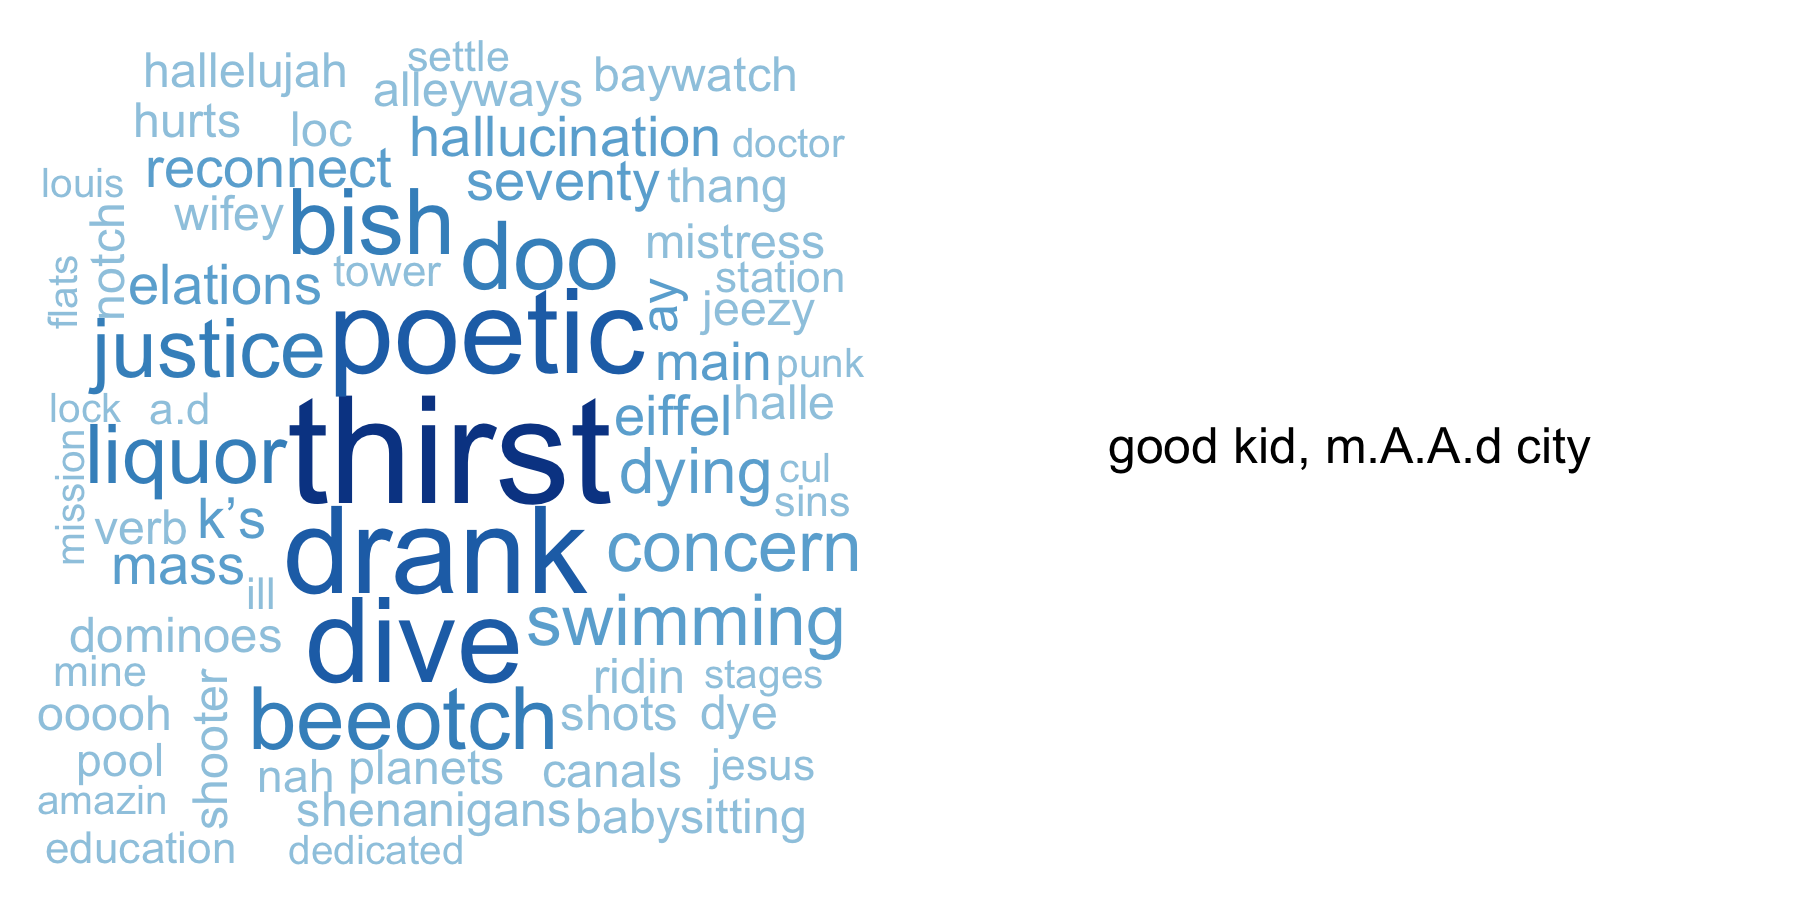 hallelujah
settle
alleyways
baywatch
hurts
loc
hallucination
doctor
reconnect
louis
seventy
thang
wifey
bish
notch
doo
mistress
flats
elations
tower
ay
station
jeezy
justice
poetic
main
punk
lock
a.d
thirst
eiffel
halle
liquor
mission
dying
cul
sins
verb
k’s
drank
concern
mass
ill
dominoes
dive
swimming
mine
shooter
ridin
stages
ooooh
beeotch
shots
dye
pool
nah
planets
canals
jesus
amazin
shenanigans
babysitting
education
dedicated
good kid, m.A.A.d city